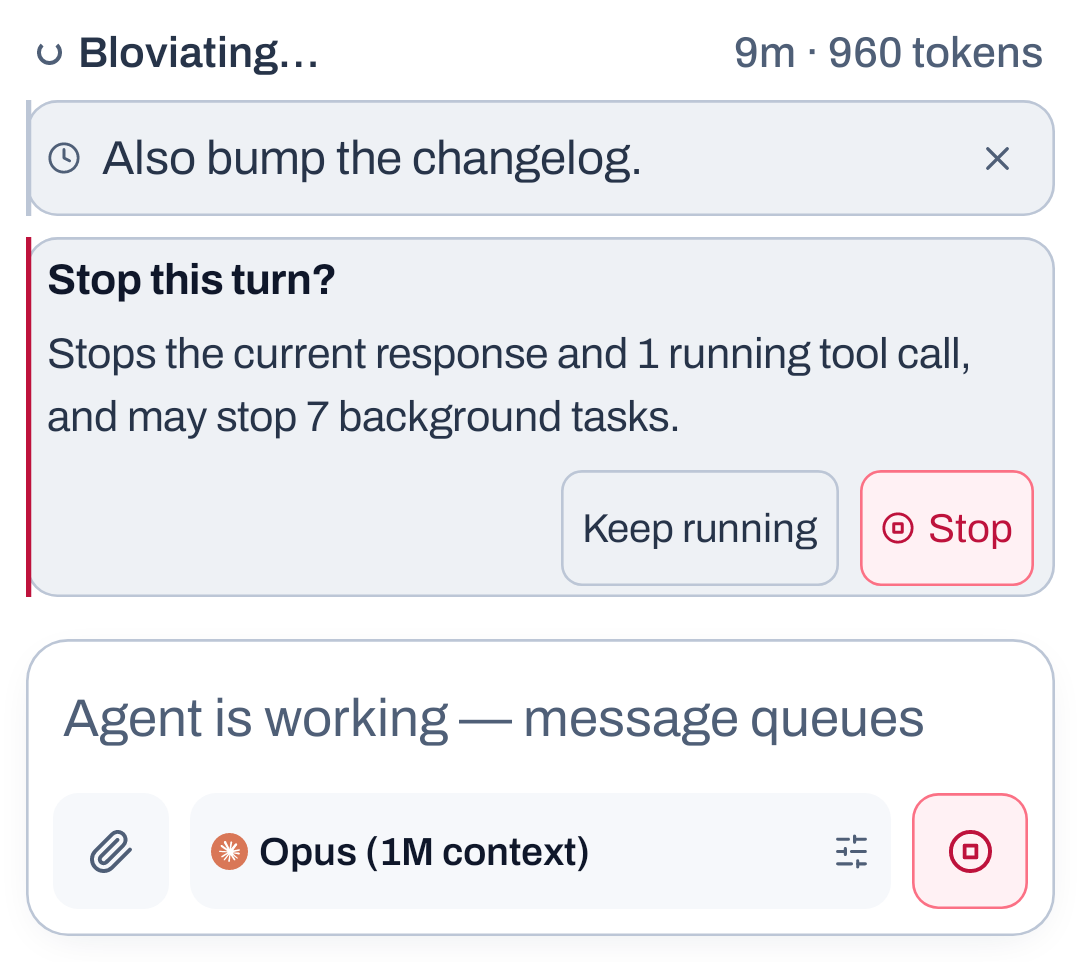 Bloviating… 9m · 960 tokens
Also bump the changelog.
Stop this turn?
Stops the current response and 1 running tool call,
and may stop 7 background tasks.
Keep running Stop
Agent is working — message queues
Opus (1M context)